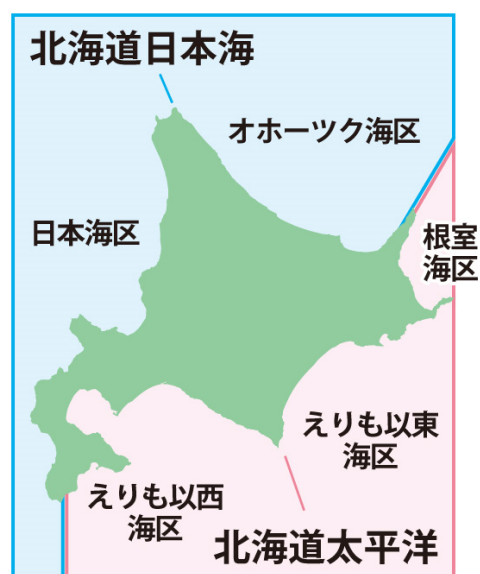 北海道日本海
オホーツク海区
日本海区
根室
海区
えりも以東
海区
えりも以西
海区
北海道太平洋